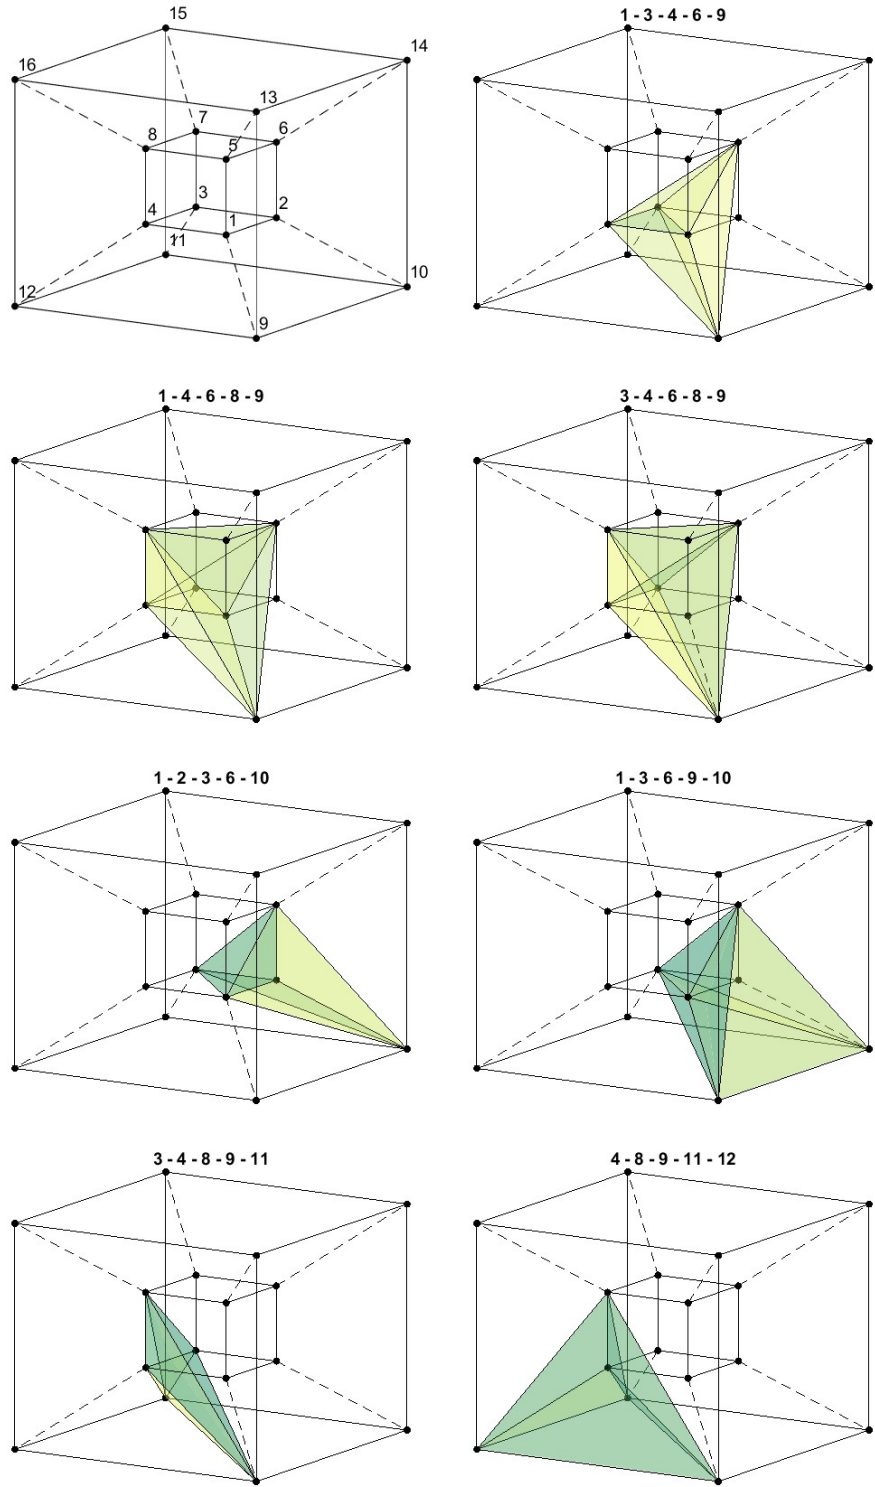 15
14
16
13
7
6
8
5
3
2
4
1
11
10
12
9
1 - 3 - 4 - 6 - 9
1 - 4 - 6 - 8 - 9
3 - 4 - 6 - 8 - 9
1 - 2 - 3 - 6 - 10
1 - 3 - 6 - 9 - 10
3 - 4 - 8 - 9 - 11
4 - 8 - 9 - 11 - 12